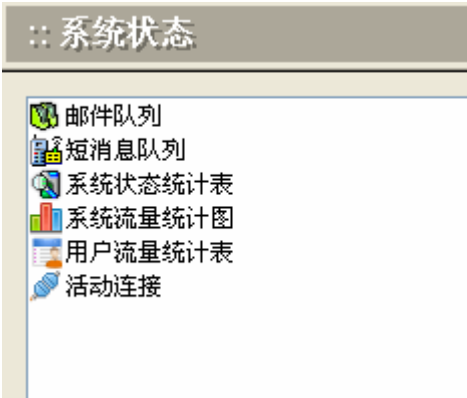 :: 系统状态
邮件队列
短消息队列
系统状态统计表
系统流量统计图
用户流量统计表
活动连接